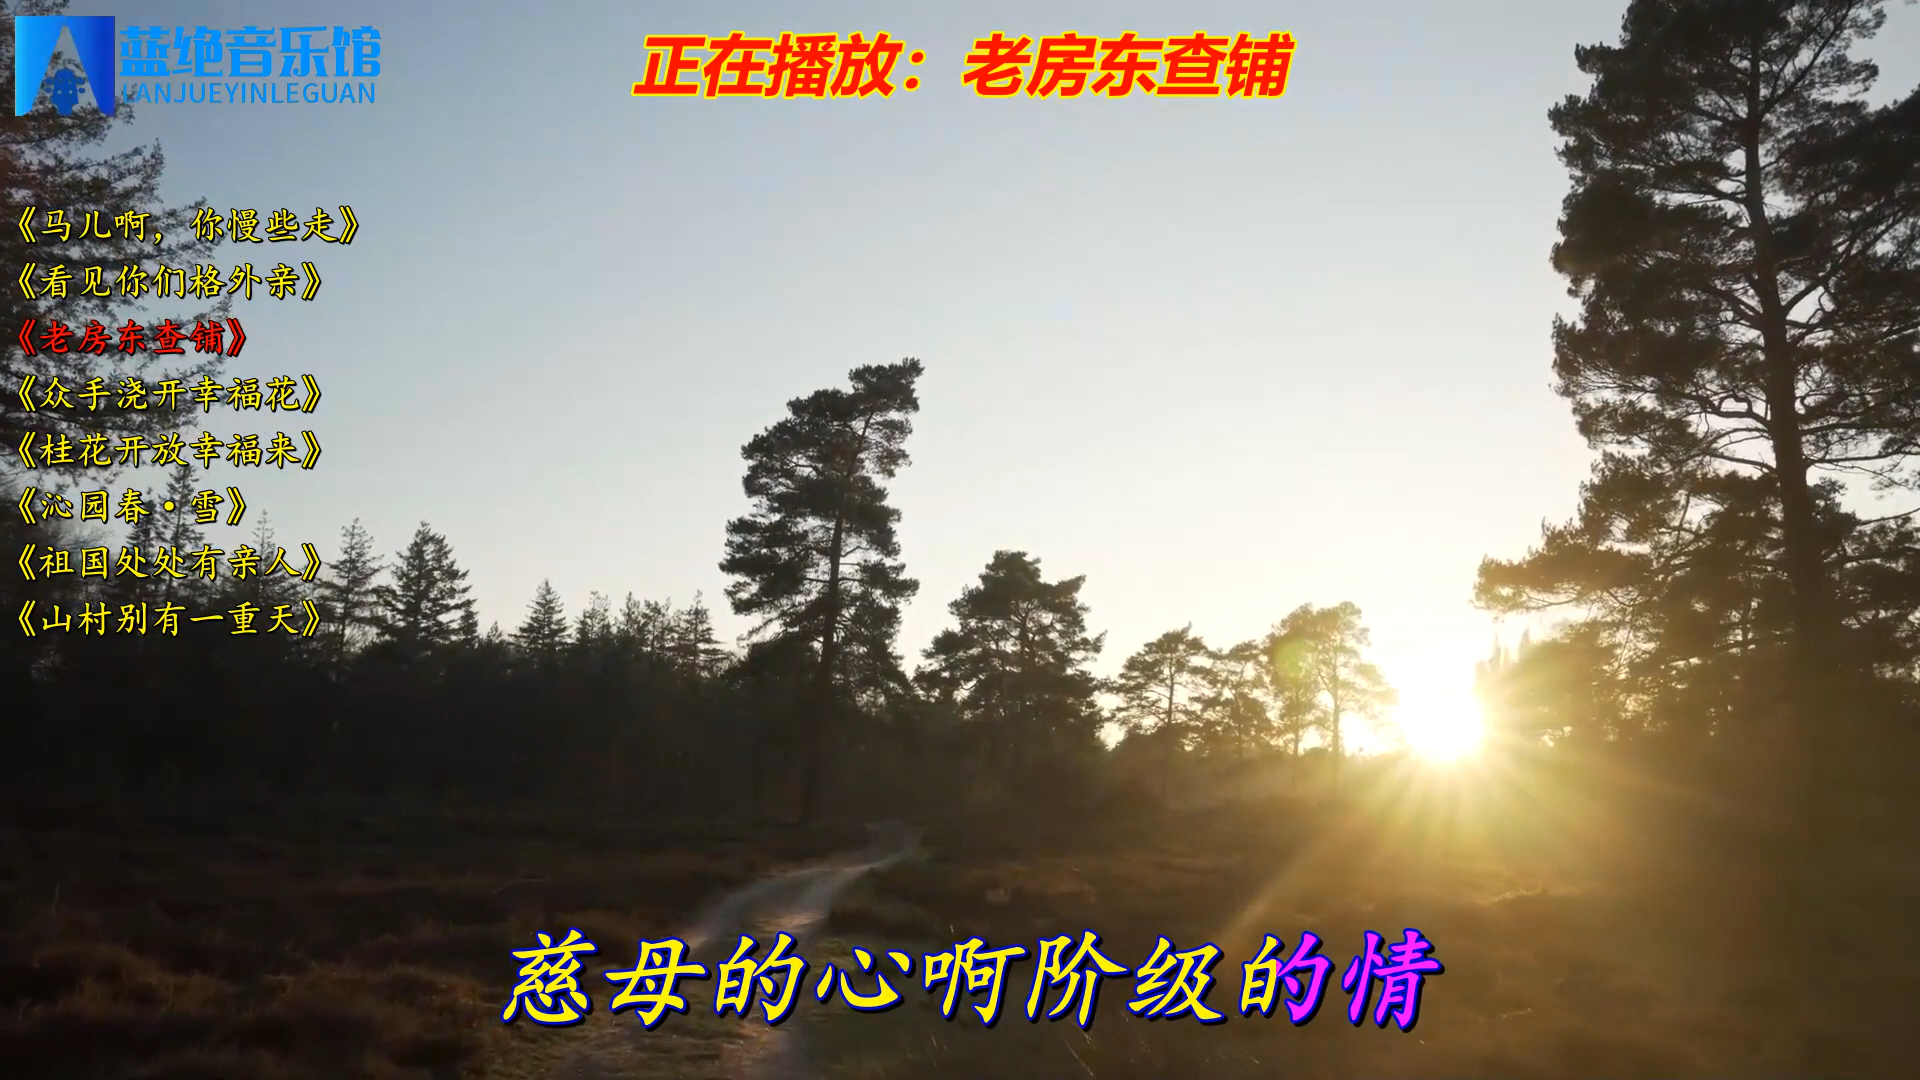 蓝绝音乐馆
LANJUEYINLEGUAN
正在播放：老房东查铺
《马儿啊，你慢些走》
《看见你们格外亲》
《老房东查铺》
《众手浇开幸福花》
《桂花开放幸福来》
《沁园春·雪》
《祖国处处有亲人》
《山村别有一重天》
慈母的心啊阶级的情